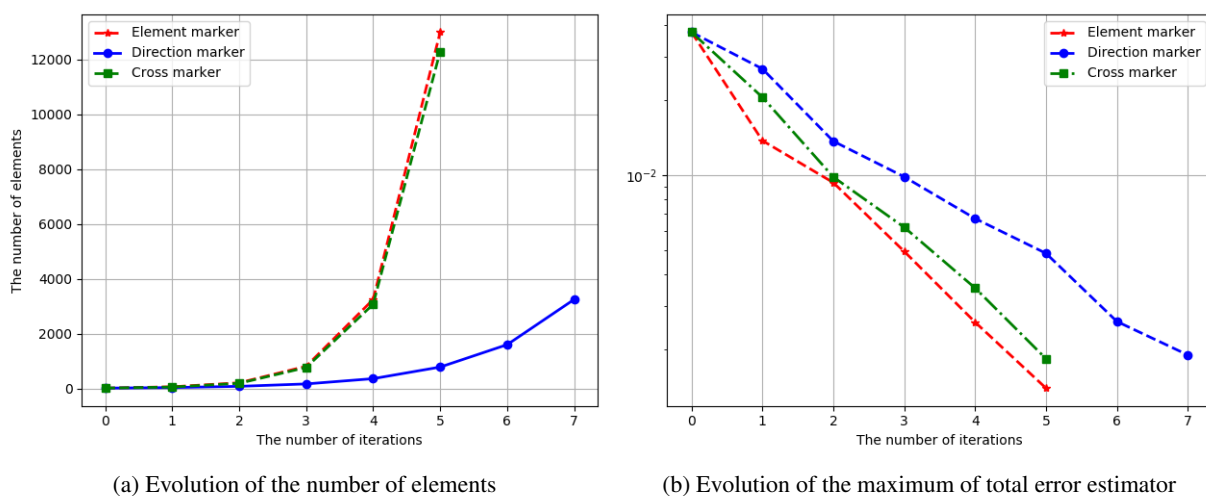 Element marker
Direction marker
Cross marker
12000
10000
8000
6000
4000
2000
0
The number of elements
0 1 2 3 4 5 6 7
The number of iterations
(a) Evolution of the number of elements
Element marker
Direction marker
Cross marker
10−2
0 1 2 3 4 5 6 7
The number of iterations
(b) Evolution of the maximum of total error estimator